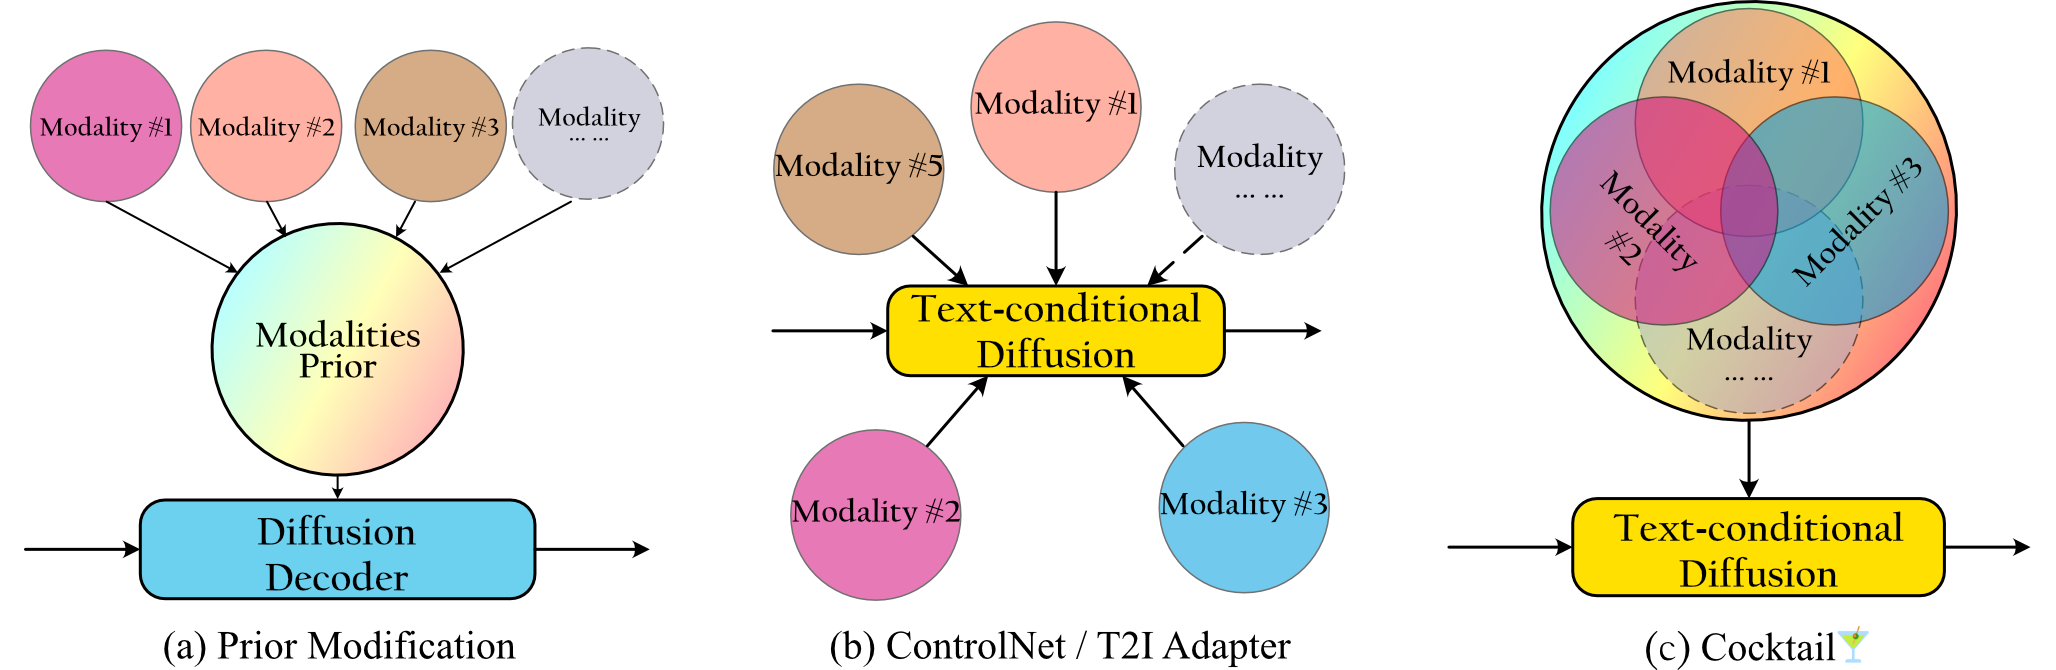 Modality #1
Modality #2
Modality #3
Modality
... ...
Modalities
Prior
Diffusion
Decoder
(a) Prior Modification
Modality #1
Modality #5
Modality
... ...
Text-conditional
Diffusion
Modality #2
Modality #3
(b) ControlNet / T2I Adapter
Modality #1
Modality
#2
Modality #3
Modality
... ...
Text-conditional
Diffusion
(c) Cocktail🍸